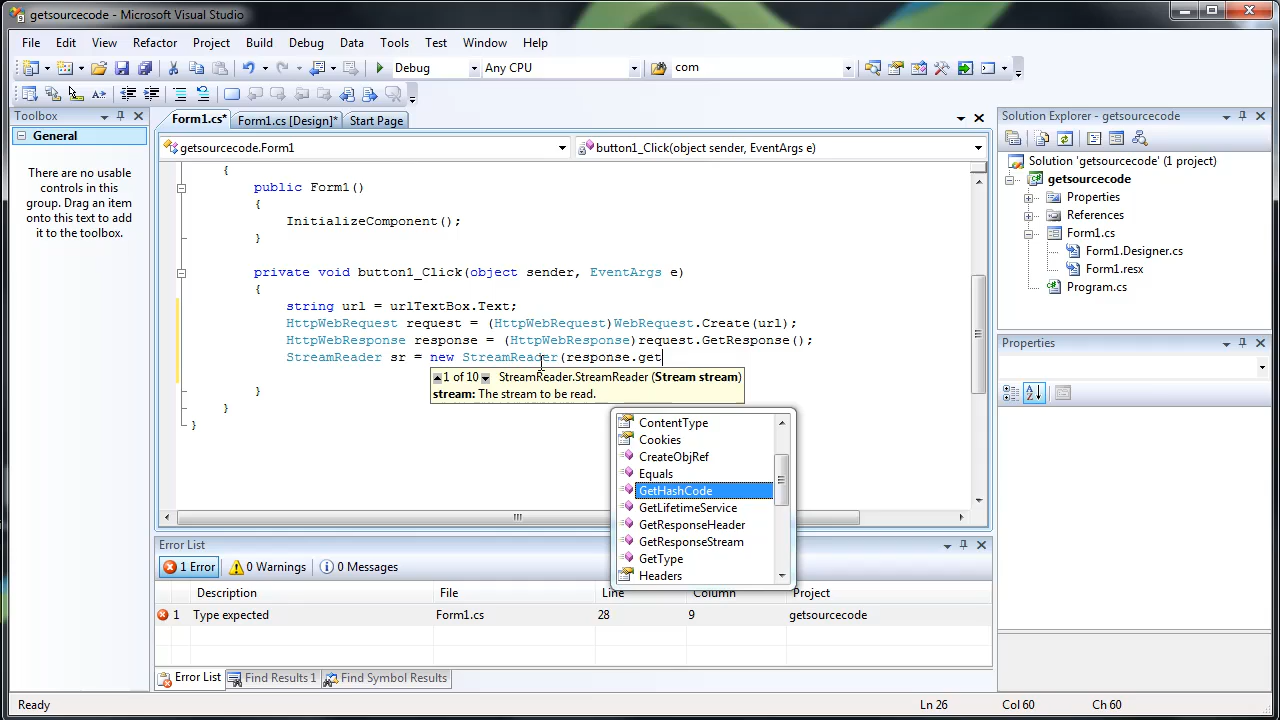 getsourcecode - Microsoft Visual Studio
File Edit View Refactor Project Build Debug Data Tools Test Window Help
Debug Any CPU com
Toolbox
General
There are no usable
controls in this
group. Drag an item
onto this text to add
it to the toolbox.
Form1.cs* Form1.cs [Design]* Start Page
getsourcecode.Form1 button1_Click(object sender, EventArgs e)
{
public Form1()
{
InitializeComponent();
}
private void button1_Click(object sender, EventArgs e)
{
string url = urlTextBox.Text;
HttpWebRequest request = (HttpWebRequest)WebRequest.Create(url);
HttpWebResponse response = (HttpWebResponse)request.GetResponse();
StreamReader sr = new StreamReader(response.get
1 of 10 StreamReader.StreamReader (Stream stream)
stream: The stream to be read.
}
}
}
ContentType
Cookies
CreateObjRef
Equals
GetHashCode
GetLifetimeService
GetResponseHeader
GetResponseStream
GetType
Headers
Error List
1 Error 0 Warnings 0 Messages
Description File Line Column Project
1 Type expected Form1.cs 28 9 getsourcecode
Error List Find Results 1 Find Symbol Results
Solution Explorer - getsourcecode
Solution 'getsourcecode' (1 project)
getsourcecode
Properties
References
Form1.cs
Form1.Designer.cs
Form1.resx
Program.cs
Properties
Ready Ln 26 Col 60 Ch 60